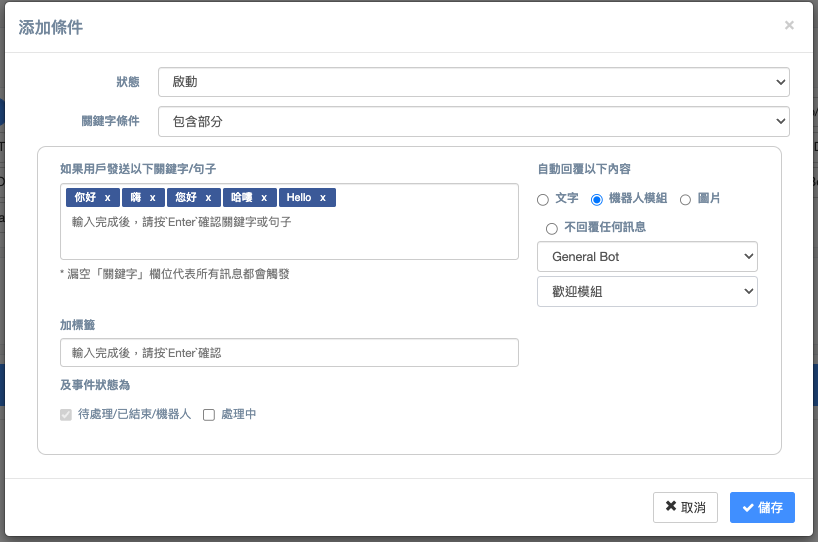 添加條件 ×
狀態 啟動
關鍵字條件 包含部分
如果用戶發送以下關鍵字/句子
你好 x 嗨 x 您好 x 哈嘍 x Hello x
輸入完成後，請按`Enter`確認關鍵字或句子
* 漏空「關鍵字」欄位代表所有訊息都會觸發
加標籤
輸入完成後，請按`Enter`確認
及事件狀態為
待處理/已結束/機器人 處理中
自動回覆以下內容
文字 機器人模組 圖片
不回覆任何訊息
General Bot
歡迎模組
取消 儲存